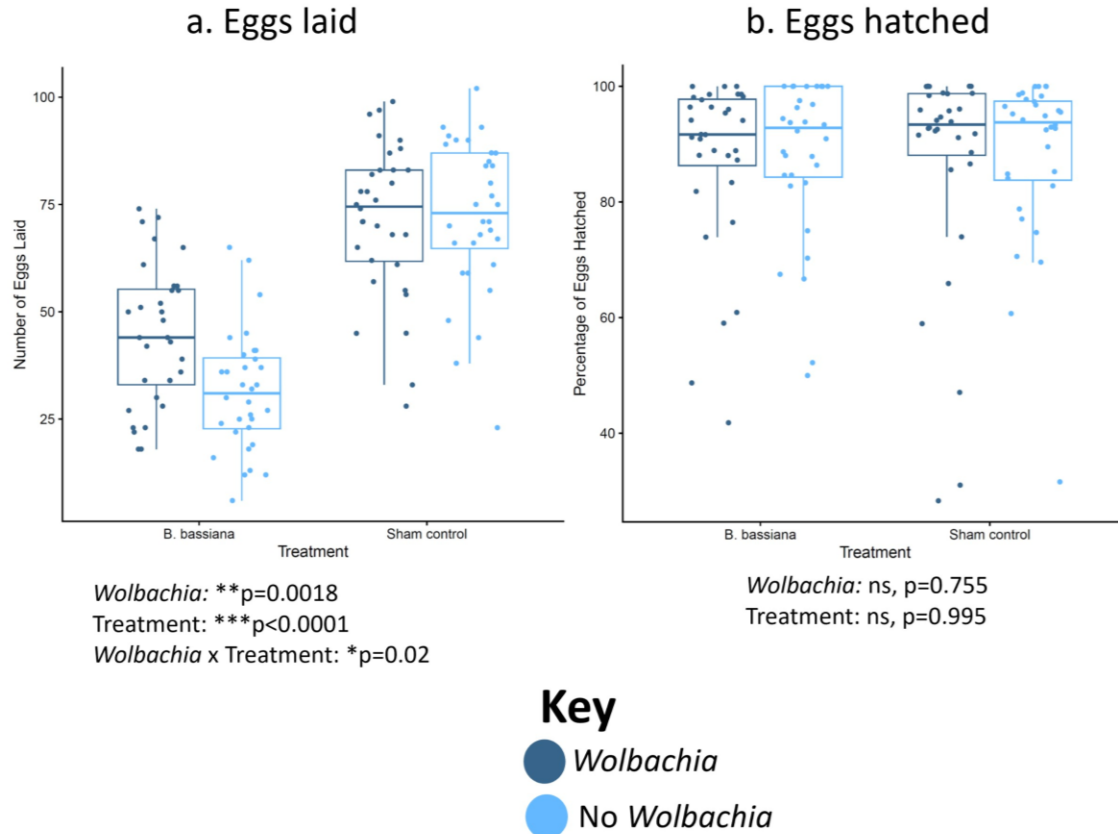 a. Eggs laid
b. Eggs hatched
Number of Eggs Laid
100
75
50
25
B. bassiana
Sham control
Treatment
Percentage of Eggs Hatched
100
80
60
40
B. bassiana
Sham control
Treatment
Wolbachia: **p=0.0018
Treatment: ***p<0.0001
Wolbachia x Treatment: *p=0.02
Wolbachia: ns, p=0.755
Treatment: ns, p=0.995
Key
Wolbachia
No Wolbachia